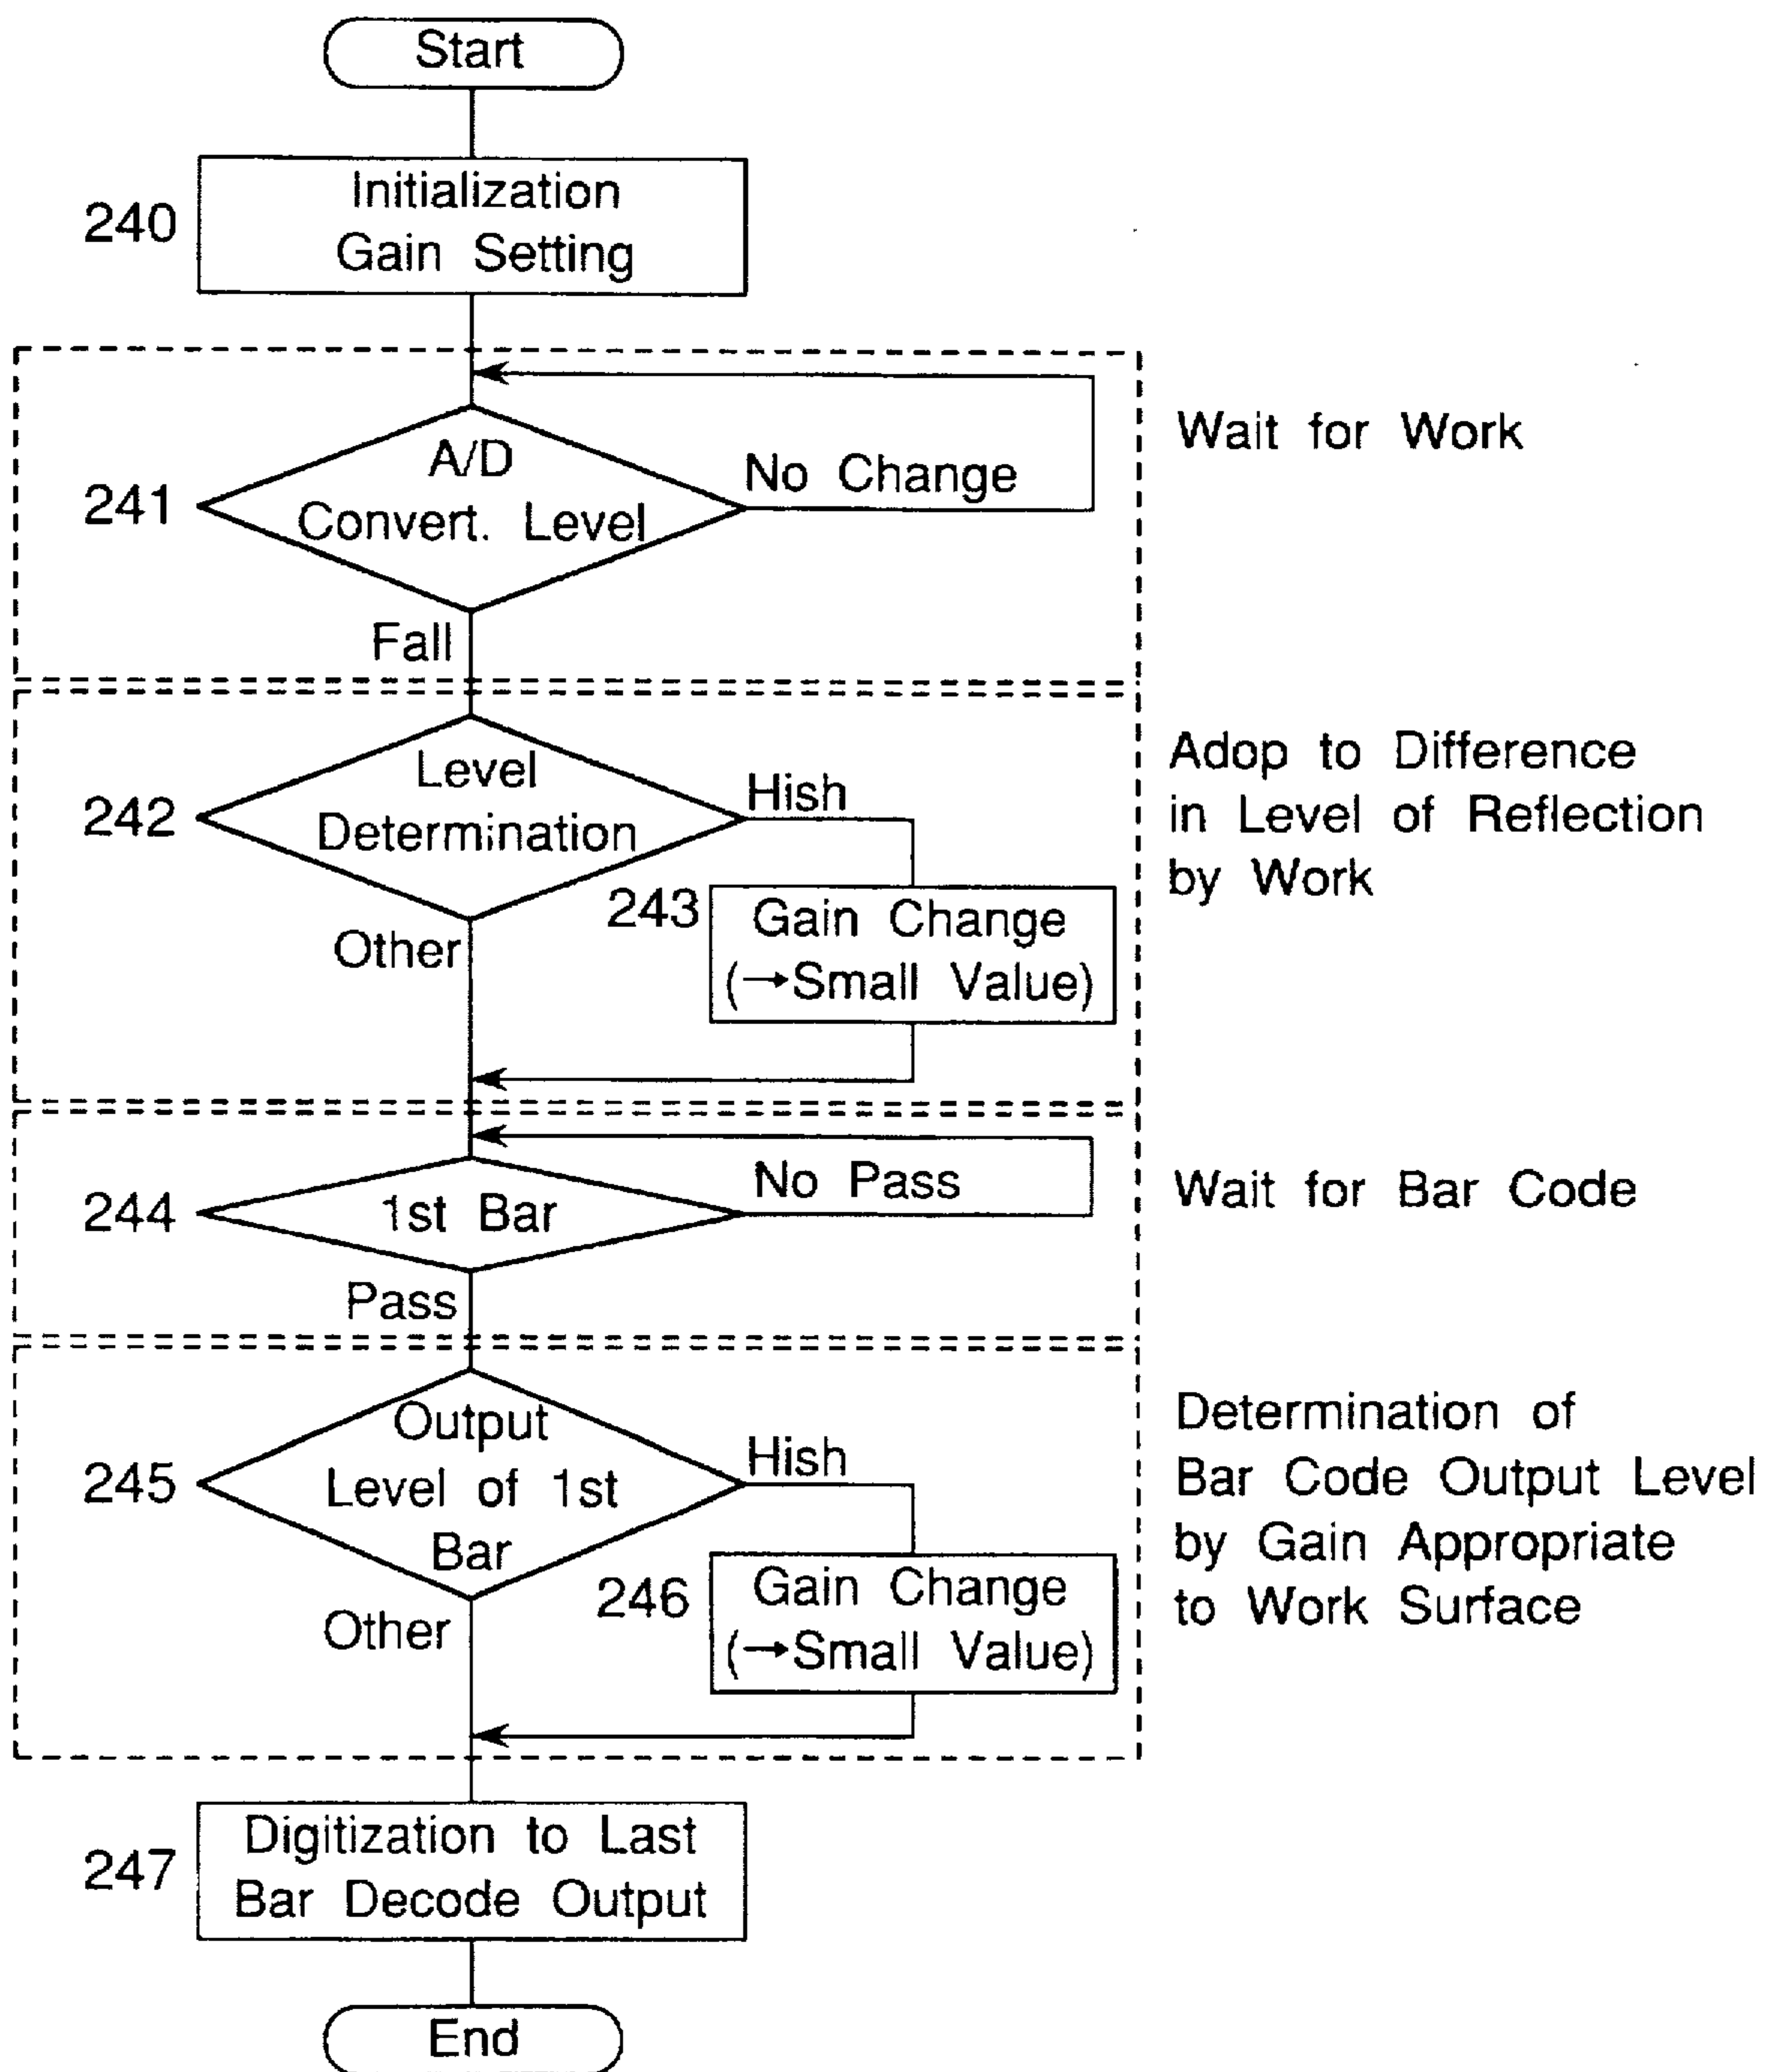 Start
240
Initialization
Gain Setting
241
A/D
Convert. Level
No Change
Wait for Work
Fall
242
Level
Determination
Hish
Adop to Difference
in Level of Reflection
by Work
243
Gain Change
(→Small Value)
Other
244
1st Bar
No Pass
Wait for Bar Code
Pass
245
Output
Level of 1st
Bar
Hish
Determination of
Bar Code Output Level
by Gain Appropriate
to Work Surface
246
Gain Change
(→Small Value)
Other
247
Digitization to Last
Bar Decode Output
End